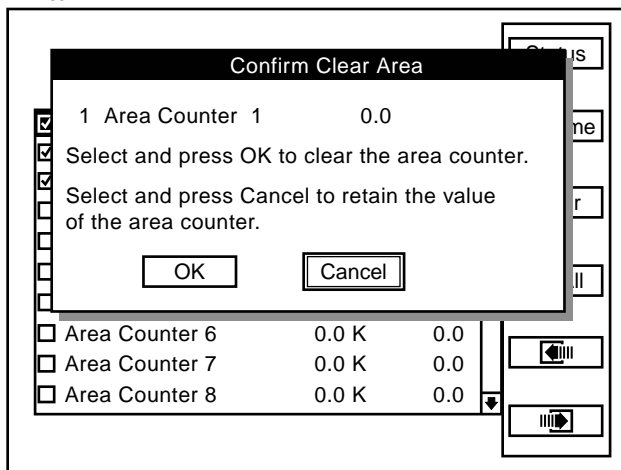 Confirm Clear Area
1 Area Counter 1 0.0
Select and press OK to clear the area counter.
Select and press Cancel to retain the value
of the area counter.
OK Cancel
Area Counter 6 0.0 K 0.0
Area Counter 7 0.0 K 0.0
Area Counter 8 0.0 K 0.0